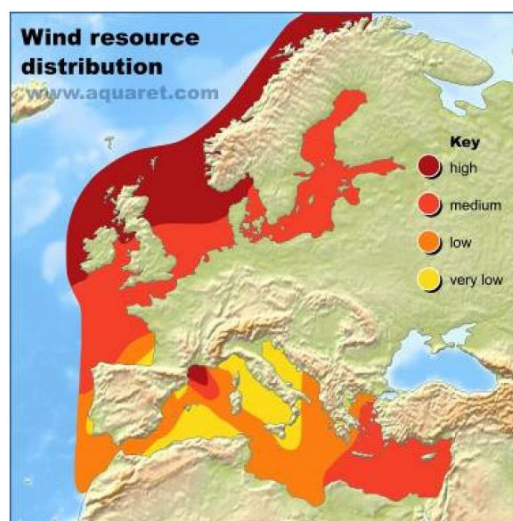 Wind resource
distribution
www.aquaret.com
Key
high
medium
low
very low